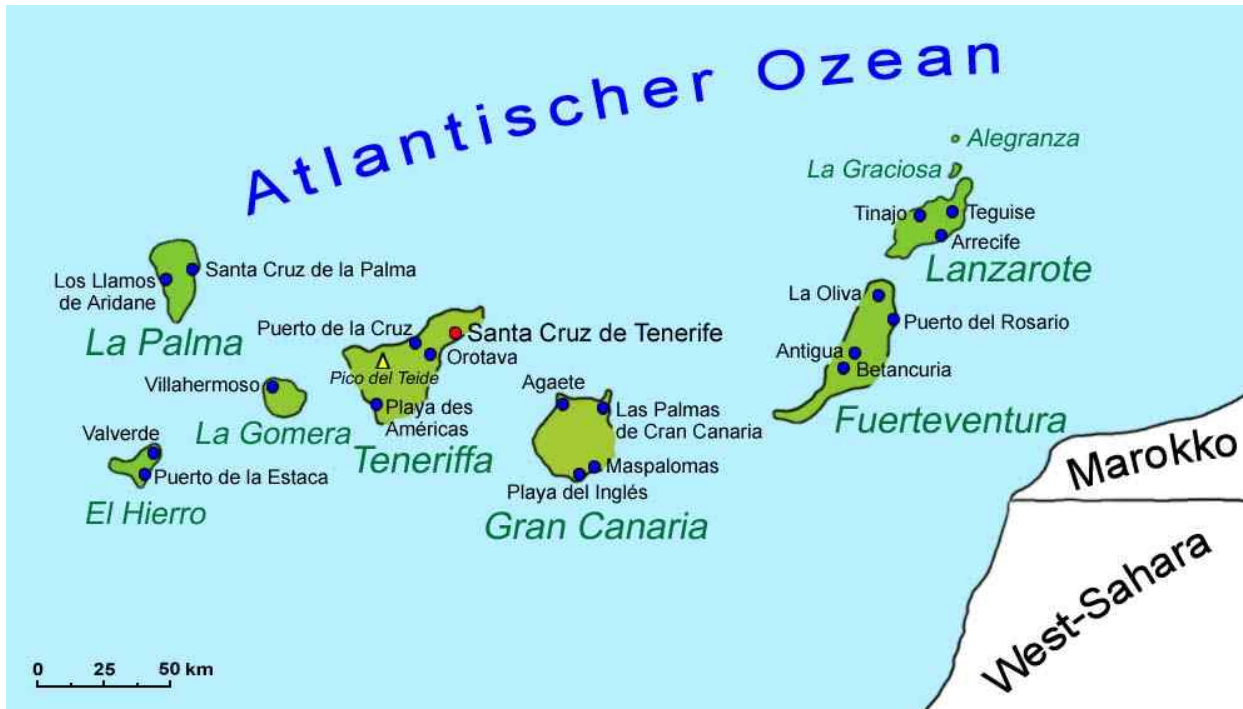 Atlantischer Ozean
Alegranza
La Graciosa
Tinajo
Teguise
Arrecife
Lanzarote
Santa Cruz de la Palma
Los Llamos
de Aridane
La Palma
La Oliva
Puerto del Rosario
Antigua
Betancuria
Fuerteventura
Puerto de la Cruz
Santa Cruz de Tenerife
Orotava
Pico del Teide
Playa des
Américas
Teneriffa
Villahermoso
La Gomera
Agaete
Las Palmas
de Cran Canaria
Maspalomas
Playa del Inglés
Gran Canaria
Valverde
Puerto de la Estaca
El Hierro
Marokko
West-Sahara
0 25 50 km